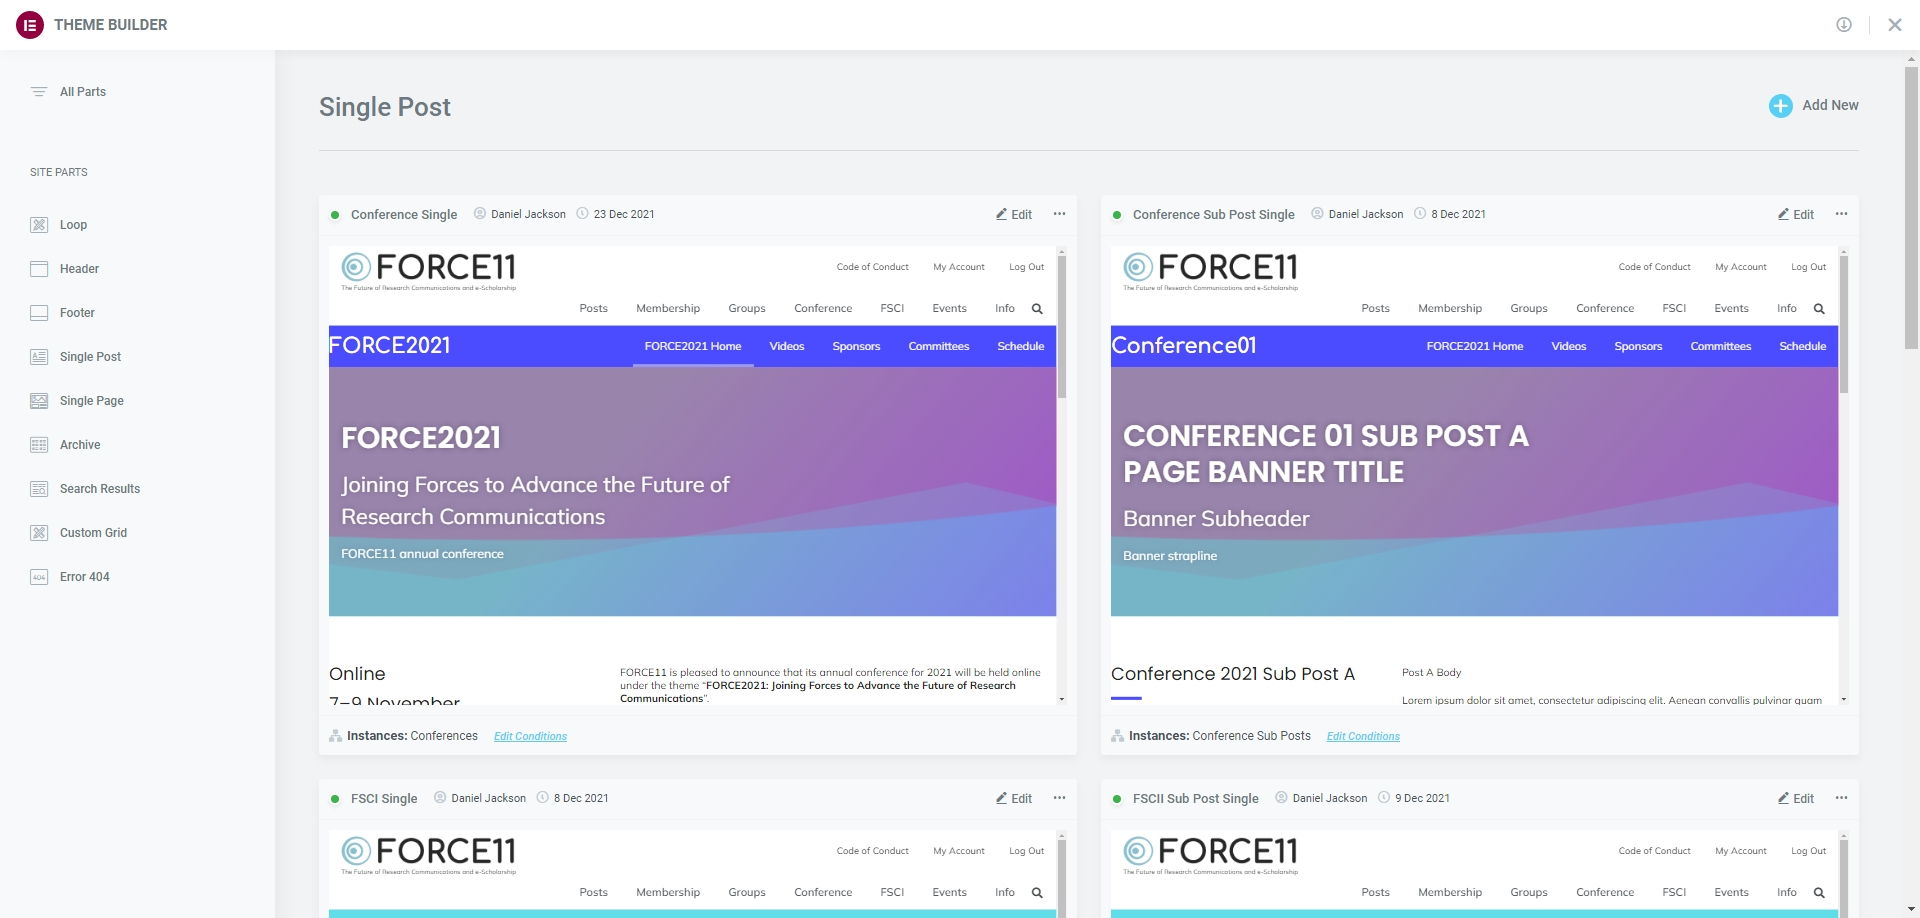 THEME BUILDER
All Parts
SITE PARTS
Loop
Header
Footer
Single Post
Single Page
Archive
Search Results
Custom Grid
404 Error 404
Single Post
Add New
Conference Single Daniel Jackson 23 Dec 2021 Edit
FORCE11
The Future of Research Communications and e-Scholarship
Code of Conduct My Account Log Out
Posts Membership Groups Conference FSCI Events Info
FORCE2021 FORCE2021 Home Videos Sponsors Committees Schedule
FORCE2021
Joining Forces to Advance the Future of
Research Communications
FORCE11 annual conference
Online
7–9 November
FORCE11 is pleased to announce that its annual conference for 2021 will be held online
under the theme “FORCE2021: Joining Forces to Advance the Future of Research
Communications”.
Instances: Conferences Edit Conditions
Conference Sub Post Single Daniel Jackson 8 Dec 2021 Edit
FORCE11
The Future of Research Communications and e-Scholarship
Code of Conduct My Account Log Out
Posts Membership Groups Conference FSCI Events Info
Conference01 FORCE2021 Home Videos Sponsors Committees Schedule
CONFERENCE 01 SUB POST A
PAGE BANNER TITLE
Banner Subheader
Banner strapline
Conference 2021 Sub Post A
Post A Body
Lorem ipsum dolor sit amet, consectetur adipiscing elit. Aenean convallis pulvinar quam
Instances: Conference Sub Posts Edit Conditions
FSCI Single Daniel Jackson 8 Dec 2021 Edit
FORCE11
The Future of Research Communications and e-Scholarship
Code of Conduct My Account Log Out
Posts Membership Groups Conference FSCI Events Info
FSCII Sub Post Single Daniel Jackson 9 Dec 2021 Edit
FORCE11
The Future of Research Communications and e-Scholarship
Code of Conduct My Account Log Out
Posts Membership Groups Conference FSCI Events Info